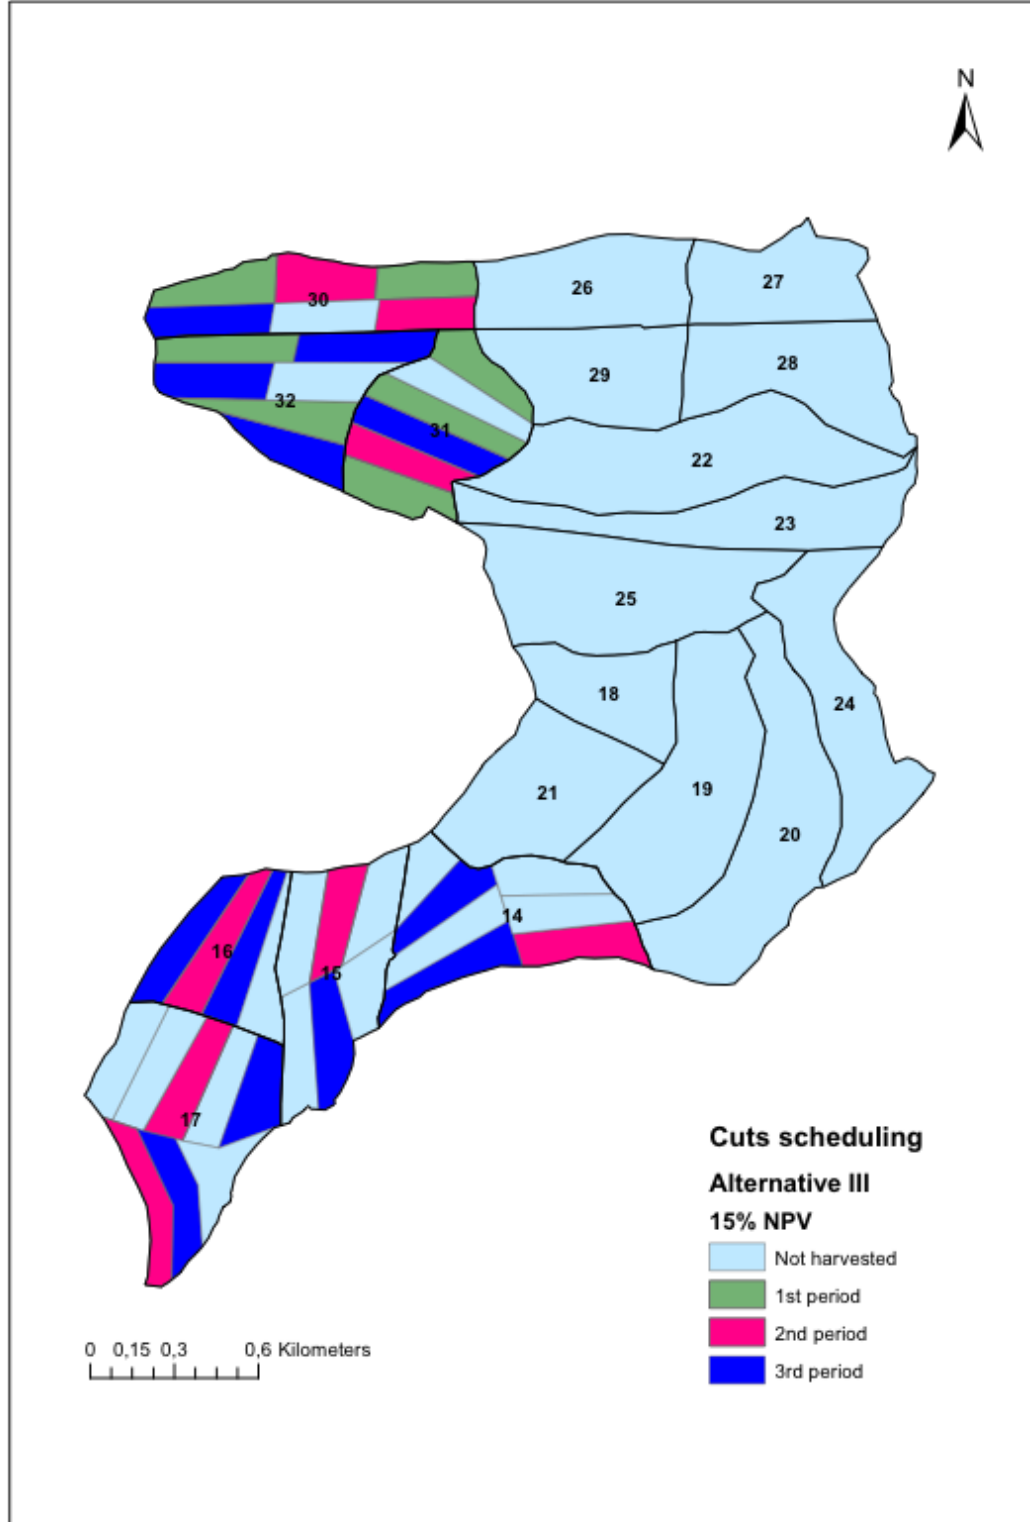 N
27
26
30
28
29
32
31
22
23
25
18
24
19
21
20
14
16
15
17
Cuts scheduling
Alternative III
15% NPV
Not harvested
1st period
2nd period
3rd period
0 0,15 0,3 0,6 Kilometers